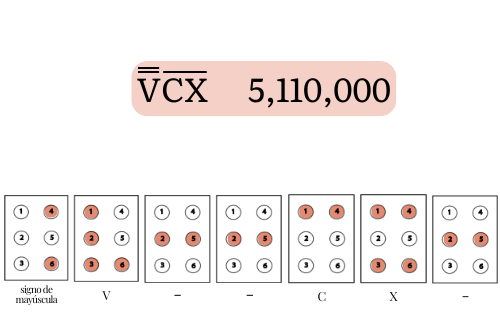 V̿C̅X̅ 5,110,000
1 4 1 4 1 4 1 4 1 4 1 4 1 4
2 5 2 5 2 5 2 5 2 5 2 5 2 5
3 6 3 6 3 6 3 6 3 6 3 6 3 6
signo de
mayúscula V – – C X –